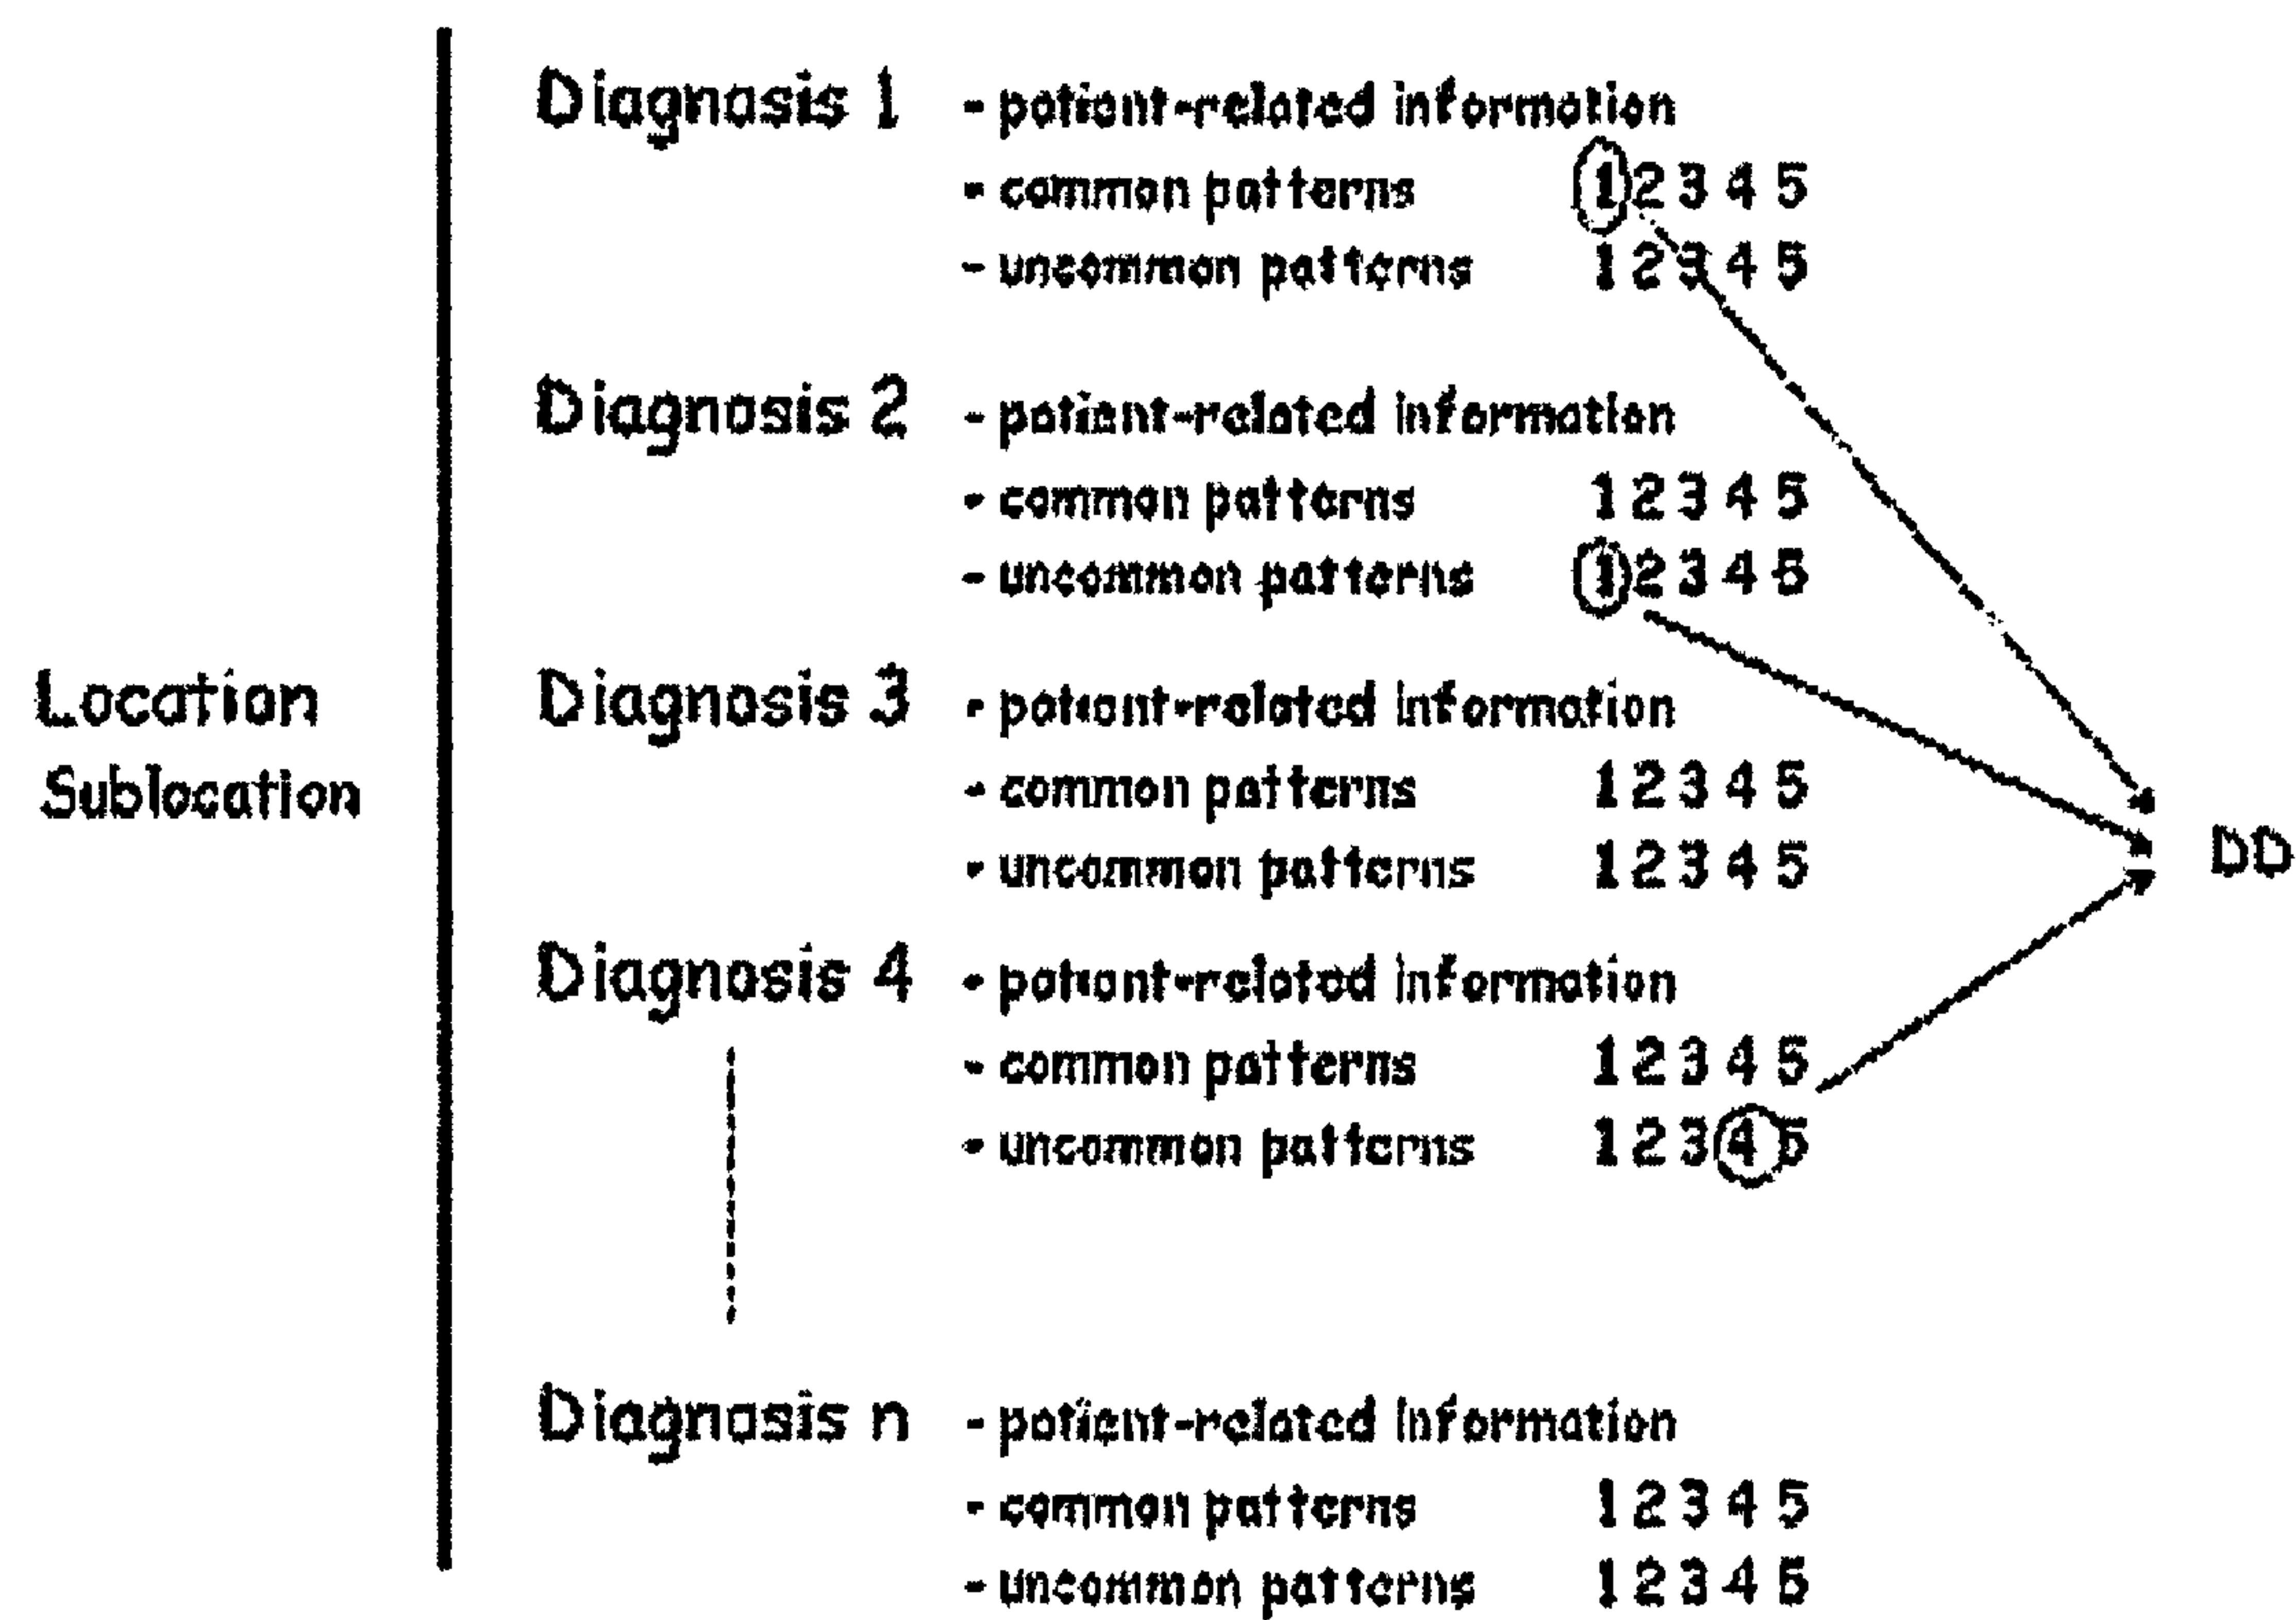 Diagnosis 1 - patient-related information
- common patterns 1 2 3 4 5
- uncommon patterns 1 2 3 4 5
Diagnosis 2 - patient-related information
- common patterns 1 2 3 4 5
- uncommon patterns 1 2 3 4 5
Location
Sublocation
Diagnosis 3 - patient-related information
- common patterns 1 2 3 4 5
- uncommon patterns 1 2 3 4 5
DD
Diagnosis 4 - patient-related information
- common patterns 1 2 3 4 5
- uncommon patterns 1 2 3 4 5
Diagnosis n - patient-related information
- common patterns 1 2 3 4 5
- uncommon patterns 1 2 3 4 5